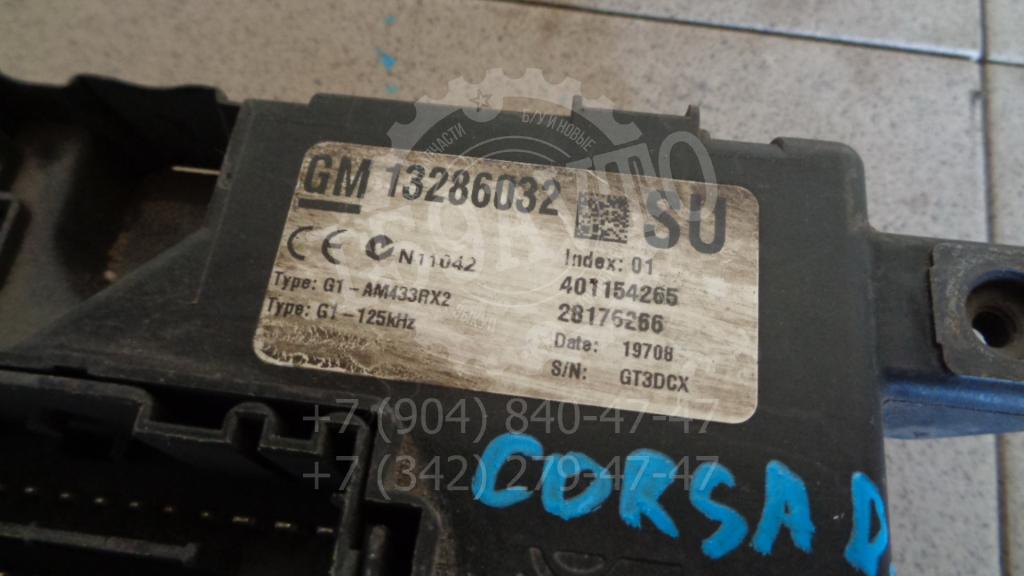 GM 13286032 SU
CE N11042
Index: 01
Type: G1-AM433RX2
401154265
Type: G1-125kHz
28176266
Date: 19708
S/N: GT3DCX
+7 (904) 840-47-47
+7 (342) 279-47-47
CORSA D
Б/У И НОВЫЕ